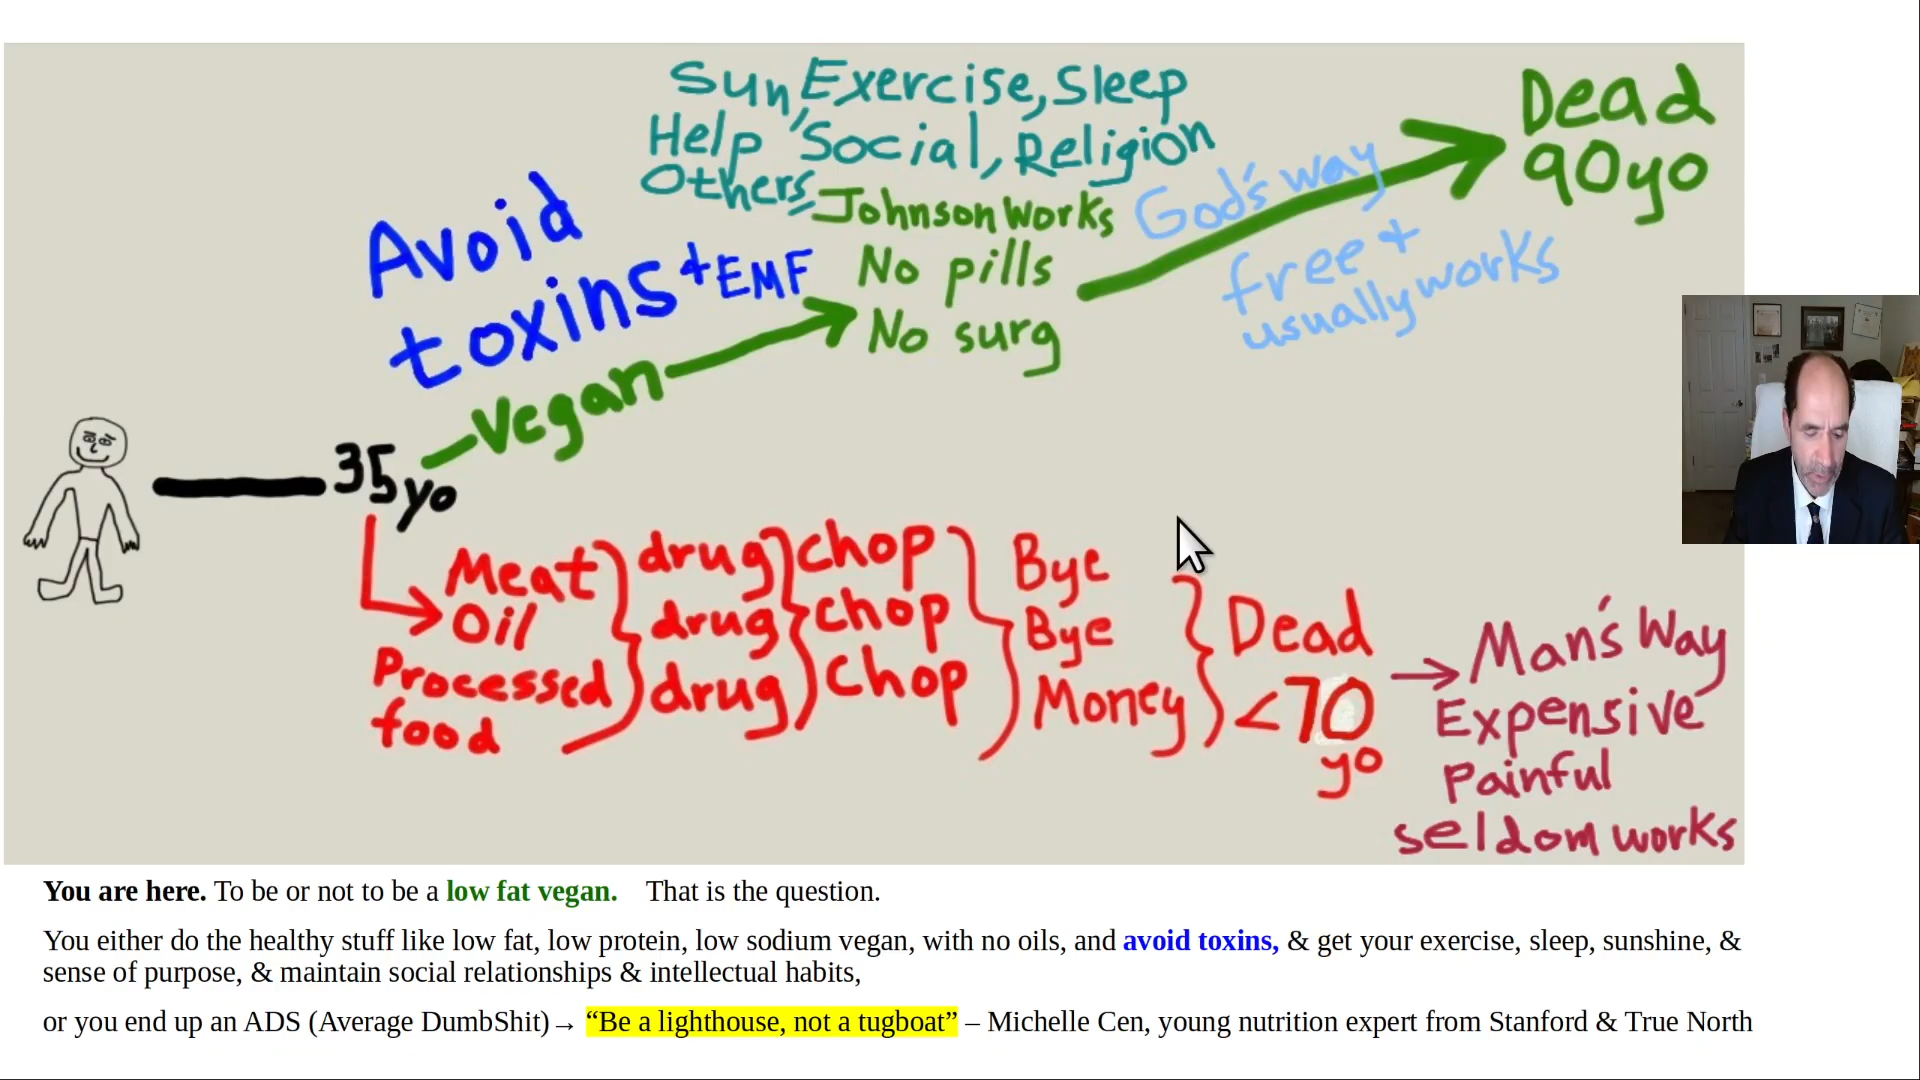 Sun, Exercise, Sleep
Help Social, Religion
Others,
Johnson works
No pills
No surg
Avoid
toxins + EMF
Vegan
God's way
free +
usually works
Dead
90yo
35yo
Meat
Oil
Processed
food
drug
drug
drug
Chop
Chop
Chop
Bye
Bye
Money
Dead
<70
yo
Man's Way
Expensive
Painful
seldom works
You are here. To be or not to be a low fat vegan. That is the question.
You either do the healthy stuff like low fat, low protein, low sodium vegan, with no oils, and avoid toxins, & get your exercise, sleep, sunshine, &
sense of purpose, & maintain social relationships & intellectual habits,
or you end up an ADS (Average DumbShit)→ “Be a lighthouse, not a tugboat” – Michelle Cen, young nutrition expert from Stanford & True North